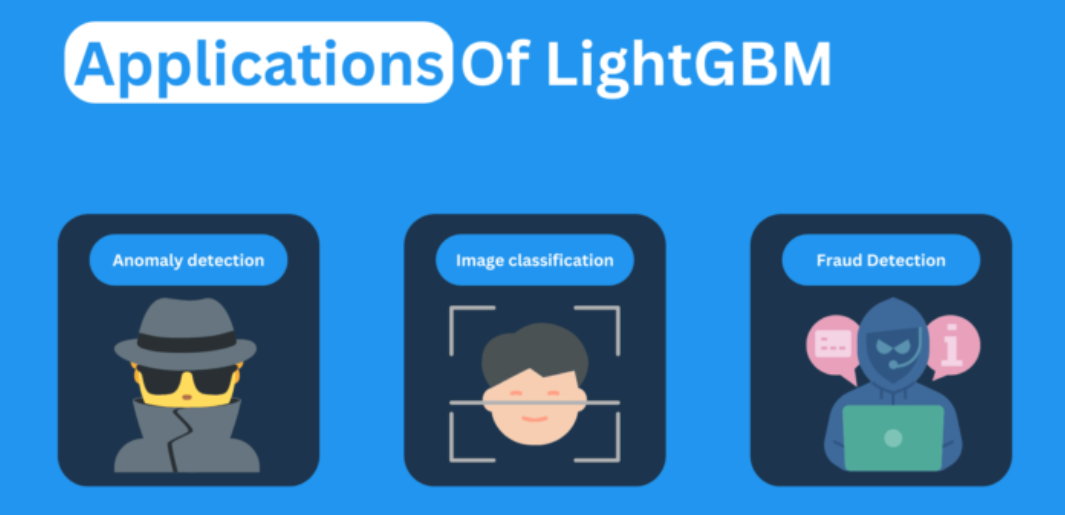 Applications Of LightGBM
Anomaly detection
Image classification
Fraud Detection